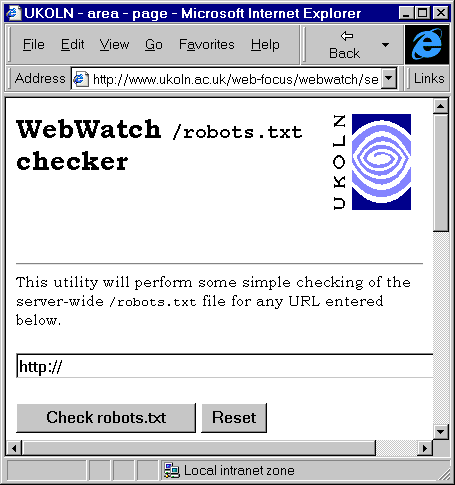 UKOLN - area - page - Microsoft Internet Explorer
File Edit View Go Favorites Help
Back
Address http://www.ukoln.ac.uk/web-focus/webwatch/se Links
WebWatch /robots.txt
checker
UKOLN
This utility will perform some simple checking of the
server-wide /robots.txt file for any URL entered
below.
http://
Check robots.txt Reset
Local intranet zone